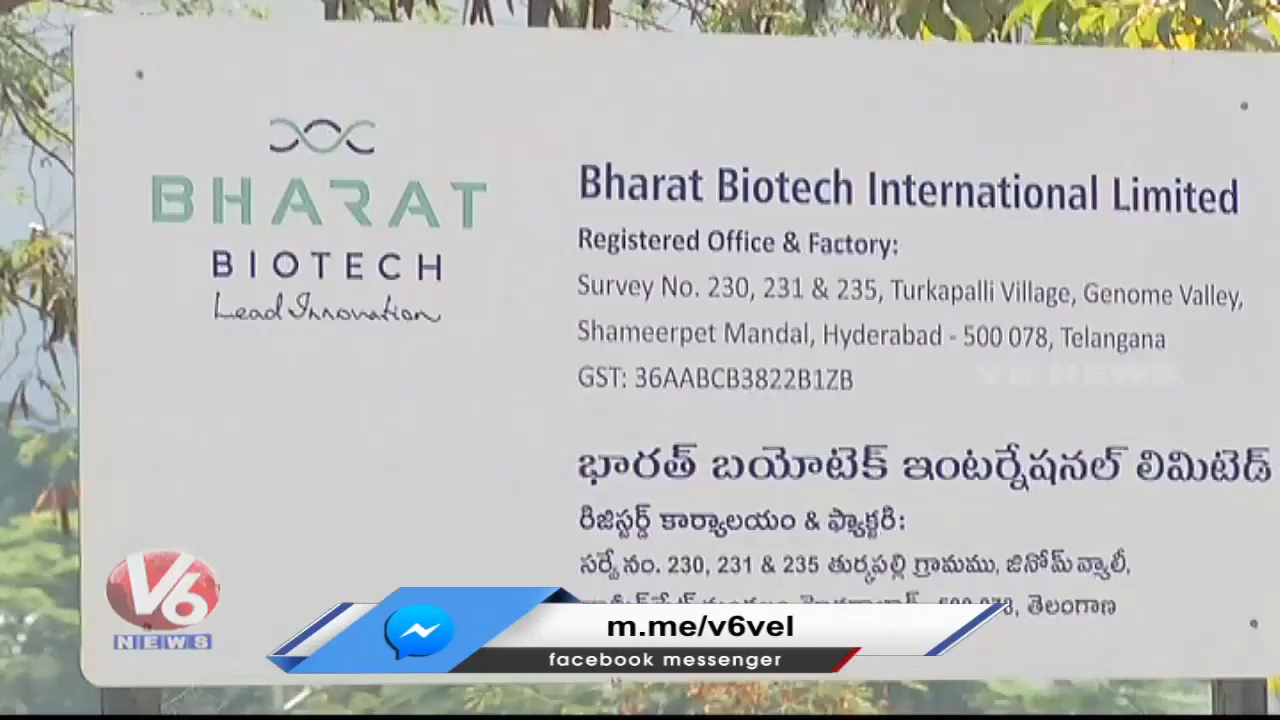 BHARAT
BIOTECH
Lead Innovation
Bharat Biotech International Limited
Registered Office & Factory:
Survey No. 230, 231 & 235, Turkapalli Village, Genome Valley,
Shameerpet Mandal, Hyderabad - 500 078, Telangana
GST: 36AABCB3822B1ZB
V6 NEWS
భారత్ బయోటెక్ ఇంటర్నేషనల్ లిమిటెడ్
రిజిస్టర్డ్ కార్యాలయం & ఫ్యాక్టరి:
సర్వే నం. 230, 231 & 235 తుర్కపల్లి గ్రామము, జినోమ్ వ్యాలీ,
తెలంగాణ
V6
NEWS
m.me/v6vel
facebook messenger